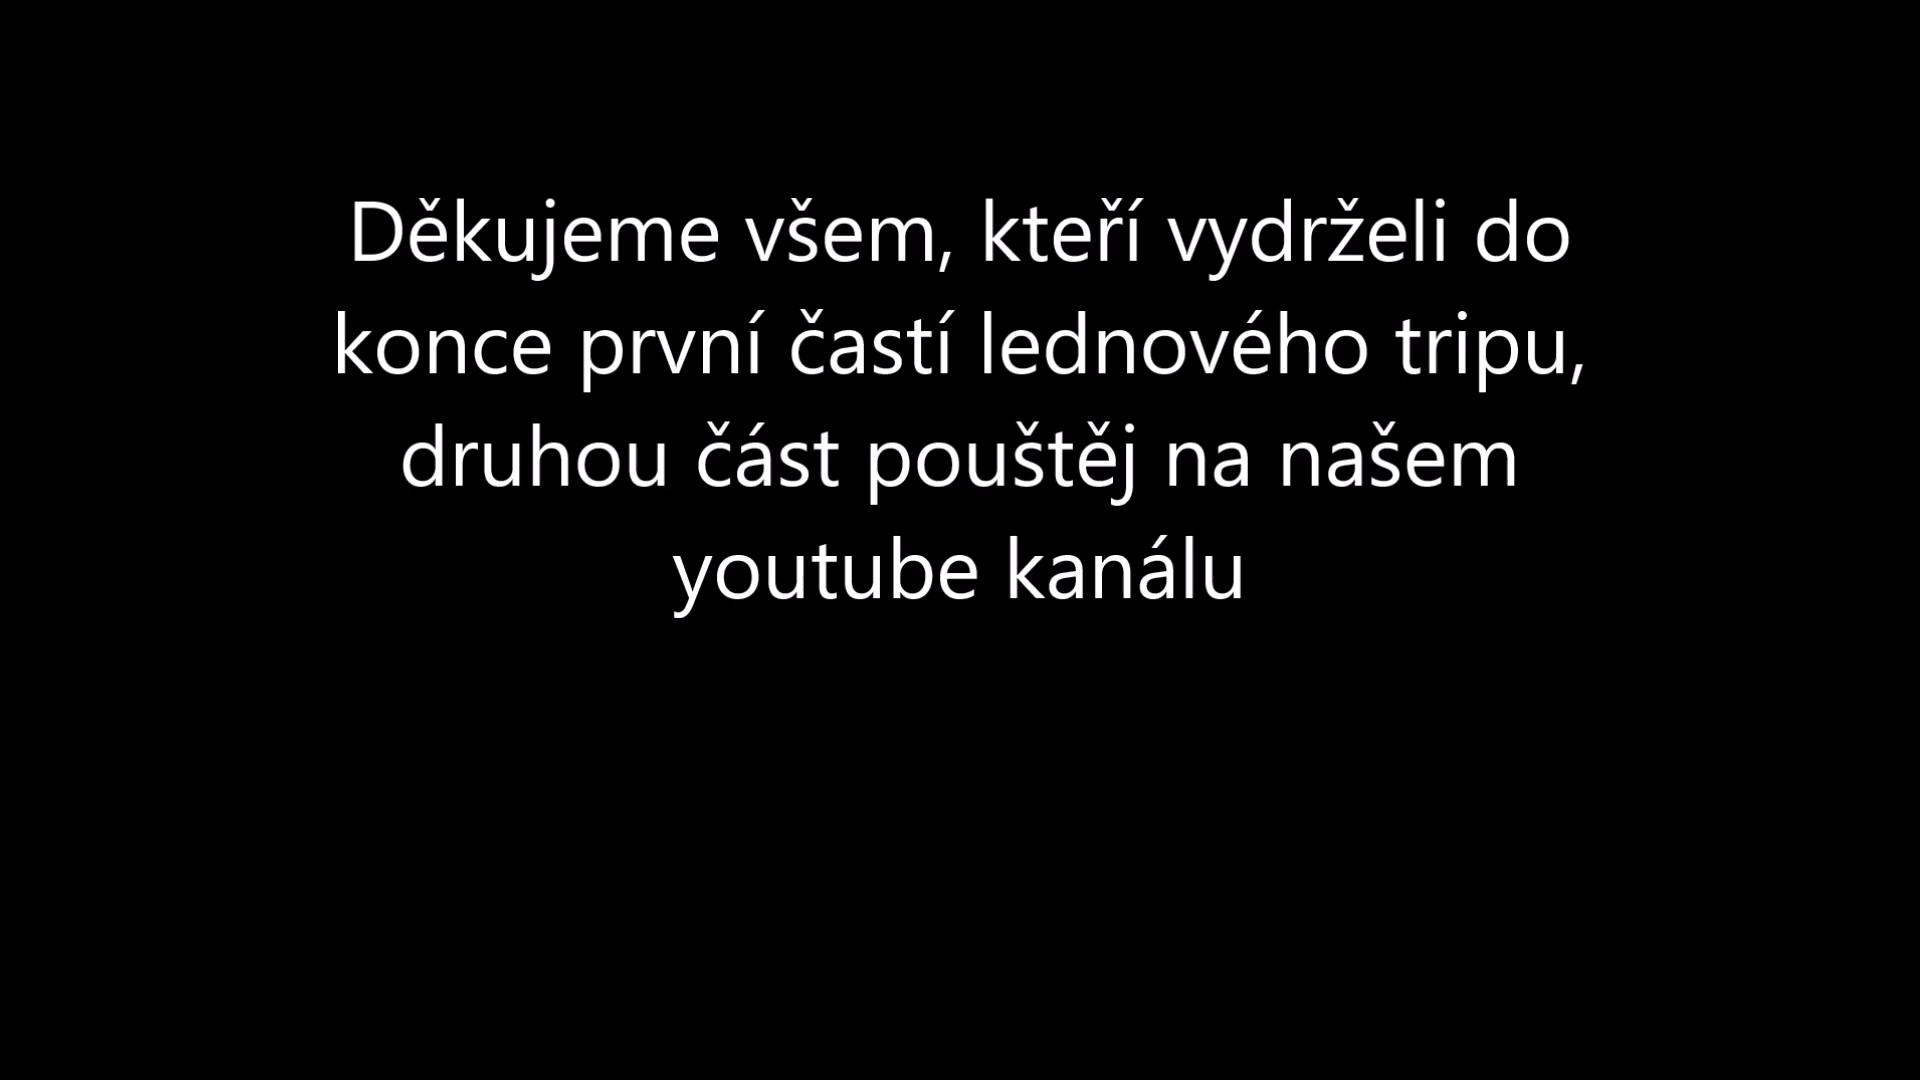 Děkujeme všem, kteří vydrželi do
konce první častí lednového tripu,
druhou část pouštěj na našem
youtube kanálu